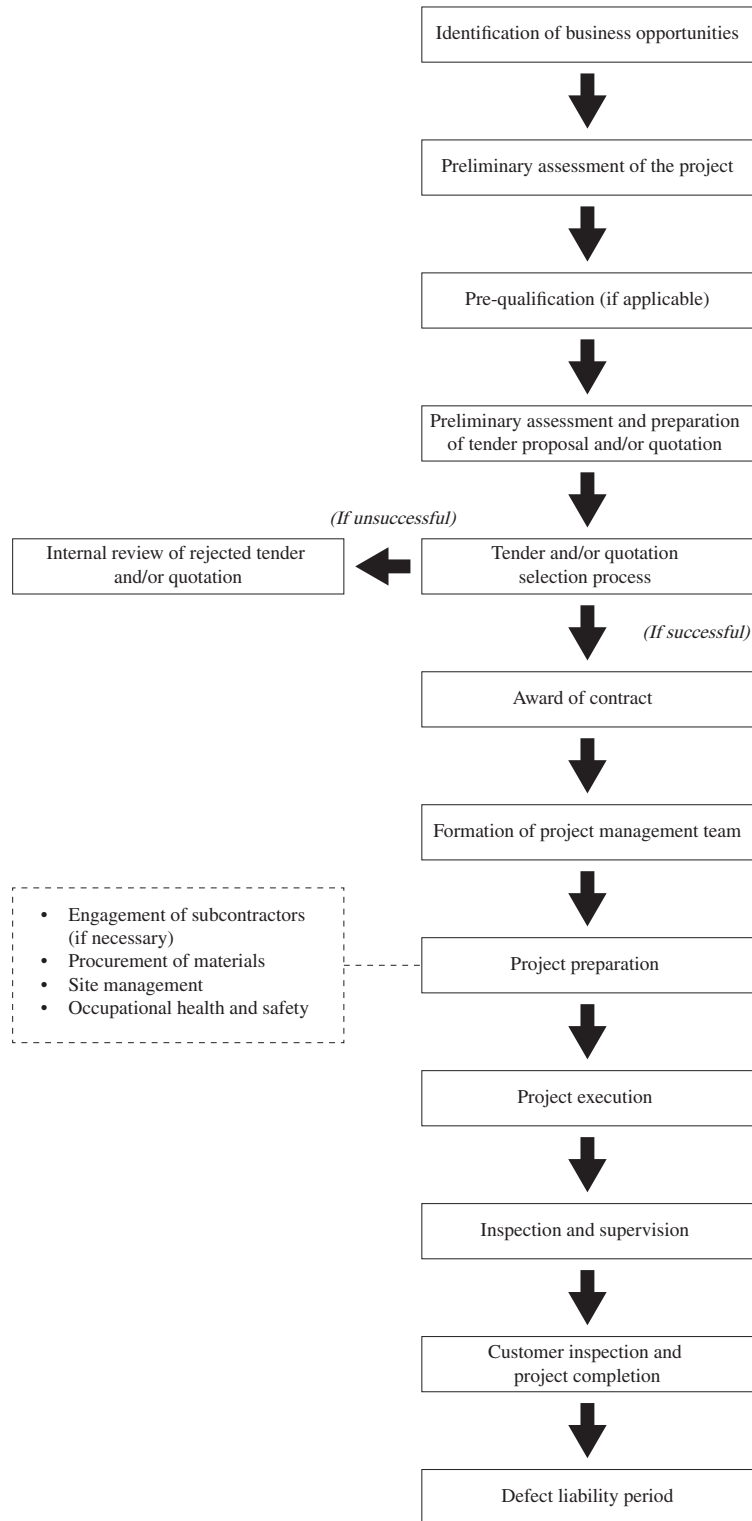 Identification of business opportunities
Preliminary assessment of the project
Pre-qualification (if applicable)
Preliminary assessment and preparation
of tender proposal and/or quotation
(If unsuccessful)
Internal review of rejected tender
and/or quotation
Tender and/or quotation
selection process
(If successful)
Award of contract
Formation of project management team
• Engagement of subcontractors
(if necessary)
• Procurement of materials
• Site management
• Occupational health and safety
Project preparation
Project execution
Inspection and supervision
Customer inspection and
project completion
Defect liability period